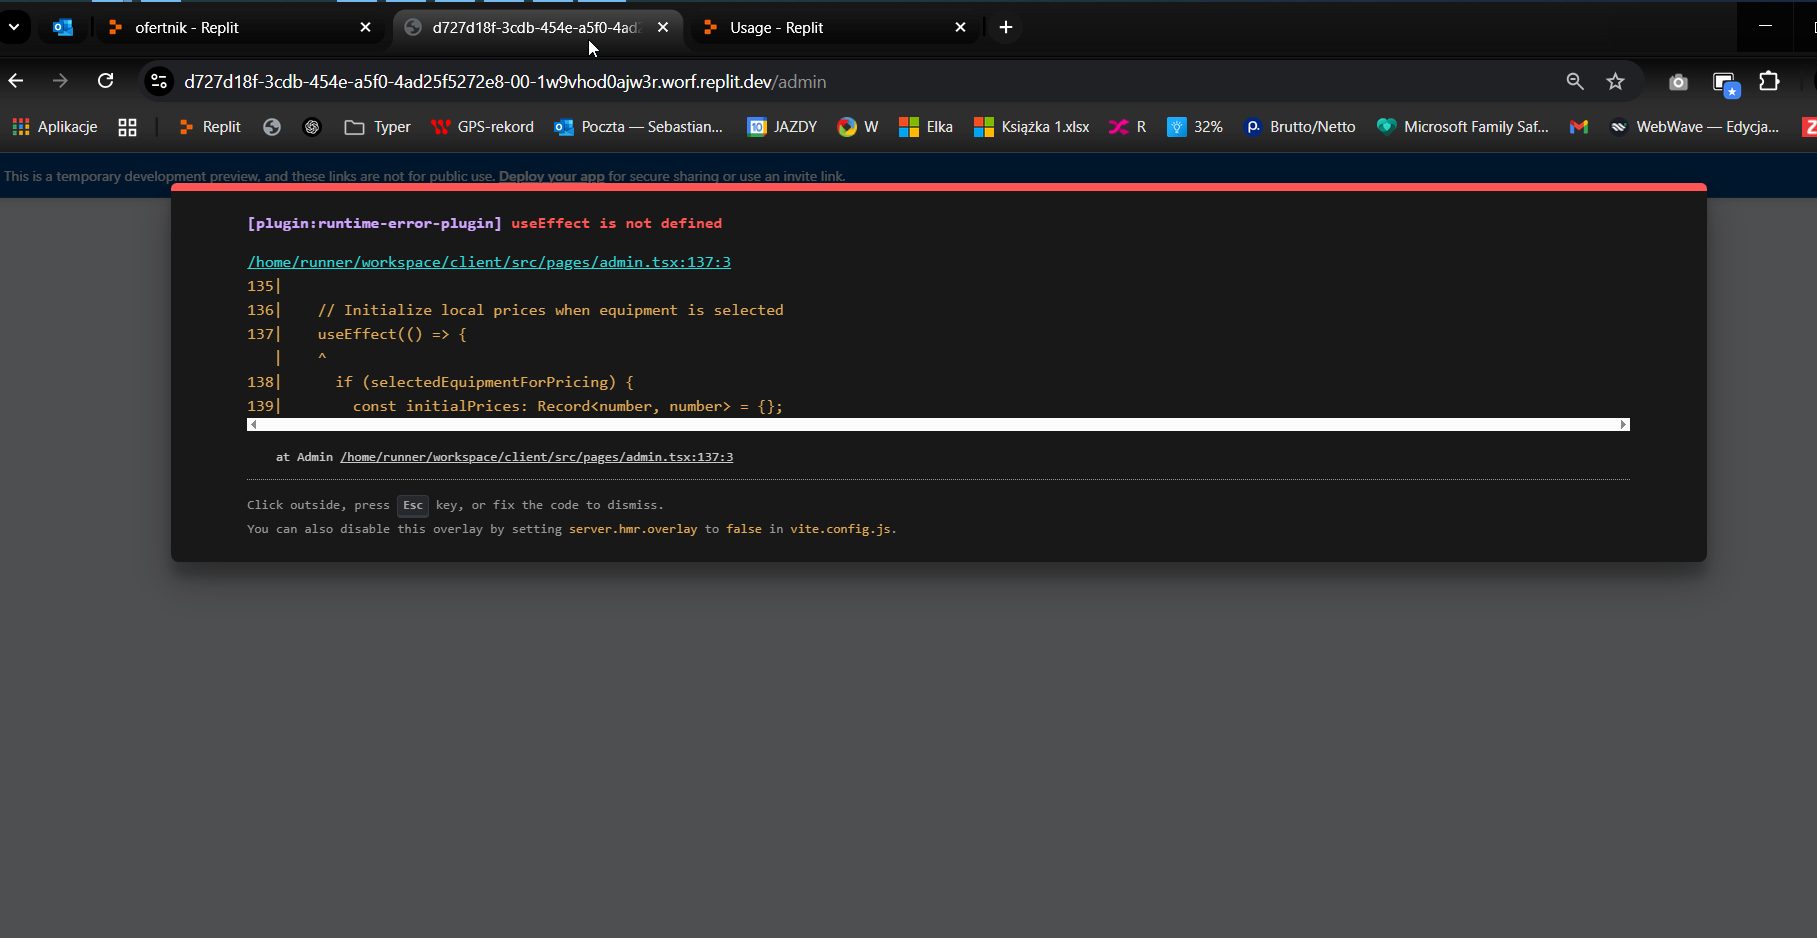 ofertnik - Replit
d727d18f-3cdb-454e-a5f0-4ad2
Usage - Replit
d727d18f-3cdb-454e-a5f0-4ad25f5272e8-00-1w9vhod0ajw3r.worf.replit.dev/admin
Aplikacje Replit Typer GPS-rekord Poczta — Sebastian... 10 JAZDY W Elka Książka 1.xlsx R 32% Brutto/Netto Microsoft Family Saf... WebWave — Edycja... Z
This is a temporary development preview, and these links are not for public use. Deploy your app for secure sharing or use an invite link.
[plugin:runtime-error-plugin] useEffect is not defined
/home/runner/workspace/client/src/pages/admin.tsx:137:3
135|
136|    // Initialize local prices when equipment is selected
137|    useEffect(() => {
   |    ^
138|      if (selectedEquipmentForPricing) {
139|        const initialPrices: Record<number, number> = {};
at Admin /home/runner/workspace/client/src/pages/admin.tsx:137:3
Click outside, press Esc key, or fix the code to dismiss.
You can also disable this overlay by setting server.hmr.overlay to false in vite.config.js.